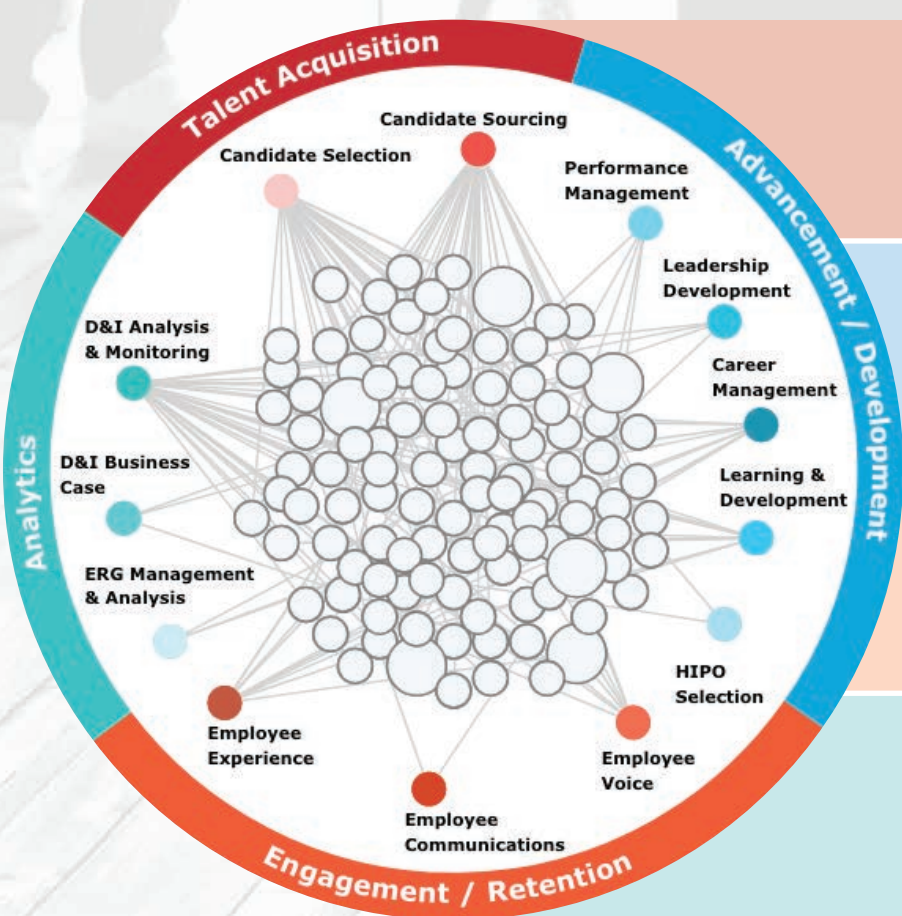 Talent Acquisition
Candidate Sourcing
Candidate Selection
Performance
Management
Advancement / Development
Leadership
Development
D&I Analysis
& Monitoring
Career
Management
Analytics
D&I Business
Case
Learning &
Development
ERG Management
& Analysis
HIPO
Selection
Employee
Experience
Employee
Voice
Employee
Communications
Engagement / Retention